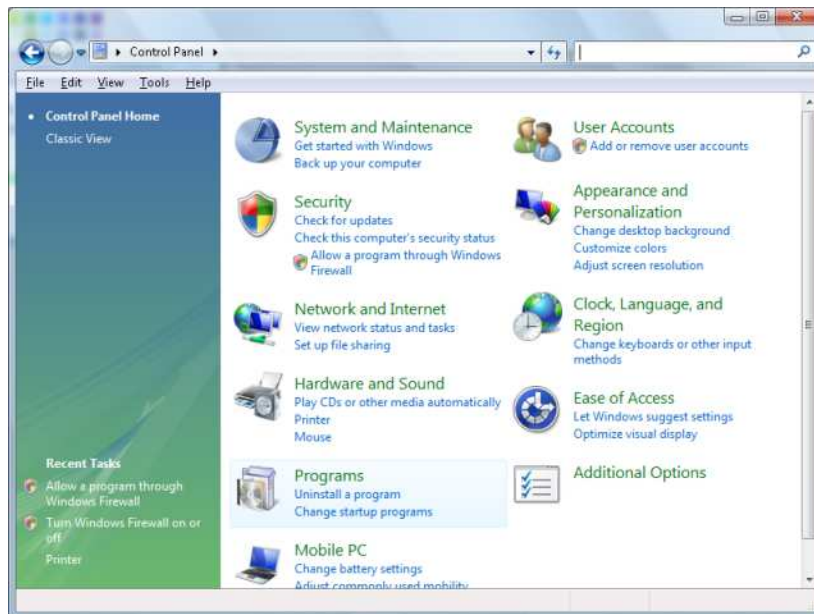 Control Panel
File Edit View Tools Help
Control Panel Home
Classic View
Recent Tasks
Allow a program through
Windows Firewall
Turn Windows Firewall on or
off
Printer
System and Maintenance
Get started with Windows
Back up your computer
Security
Check for updates
Check this computer's security status
Allow a program through Windows
Firewall
Network and Internet
View network status and tasks
Set up file sharing
Hardware and Sound
Play CDs or other media automatically
Printer
Mouse
Programs
Uninstall a program
Change startup programs
Mobile PC
Change battery settings
Adjust commonly used mobility
User Accounts
Add or remove user accounts
Appearance and
Personalization
Change desktop background
Customize colors
Adjust screen resolution
Clock, Language, and
Region
Change keyboards or other input
methods
Ease of Access
Let Windows suggest settings
Optimize visual display
Additional Options